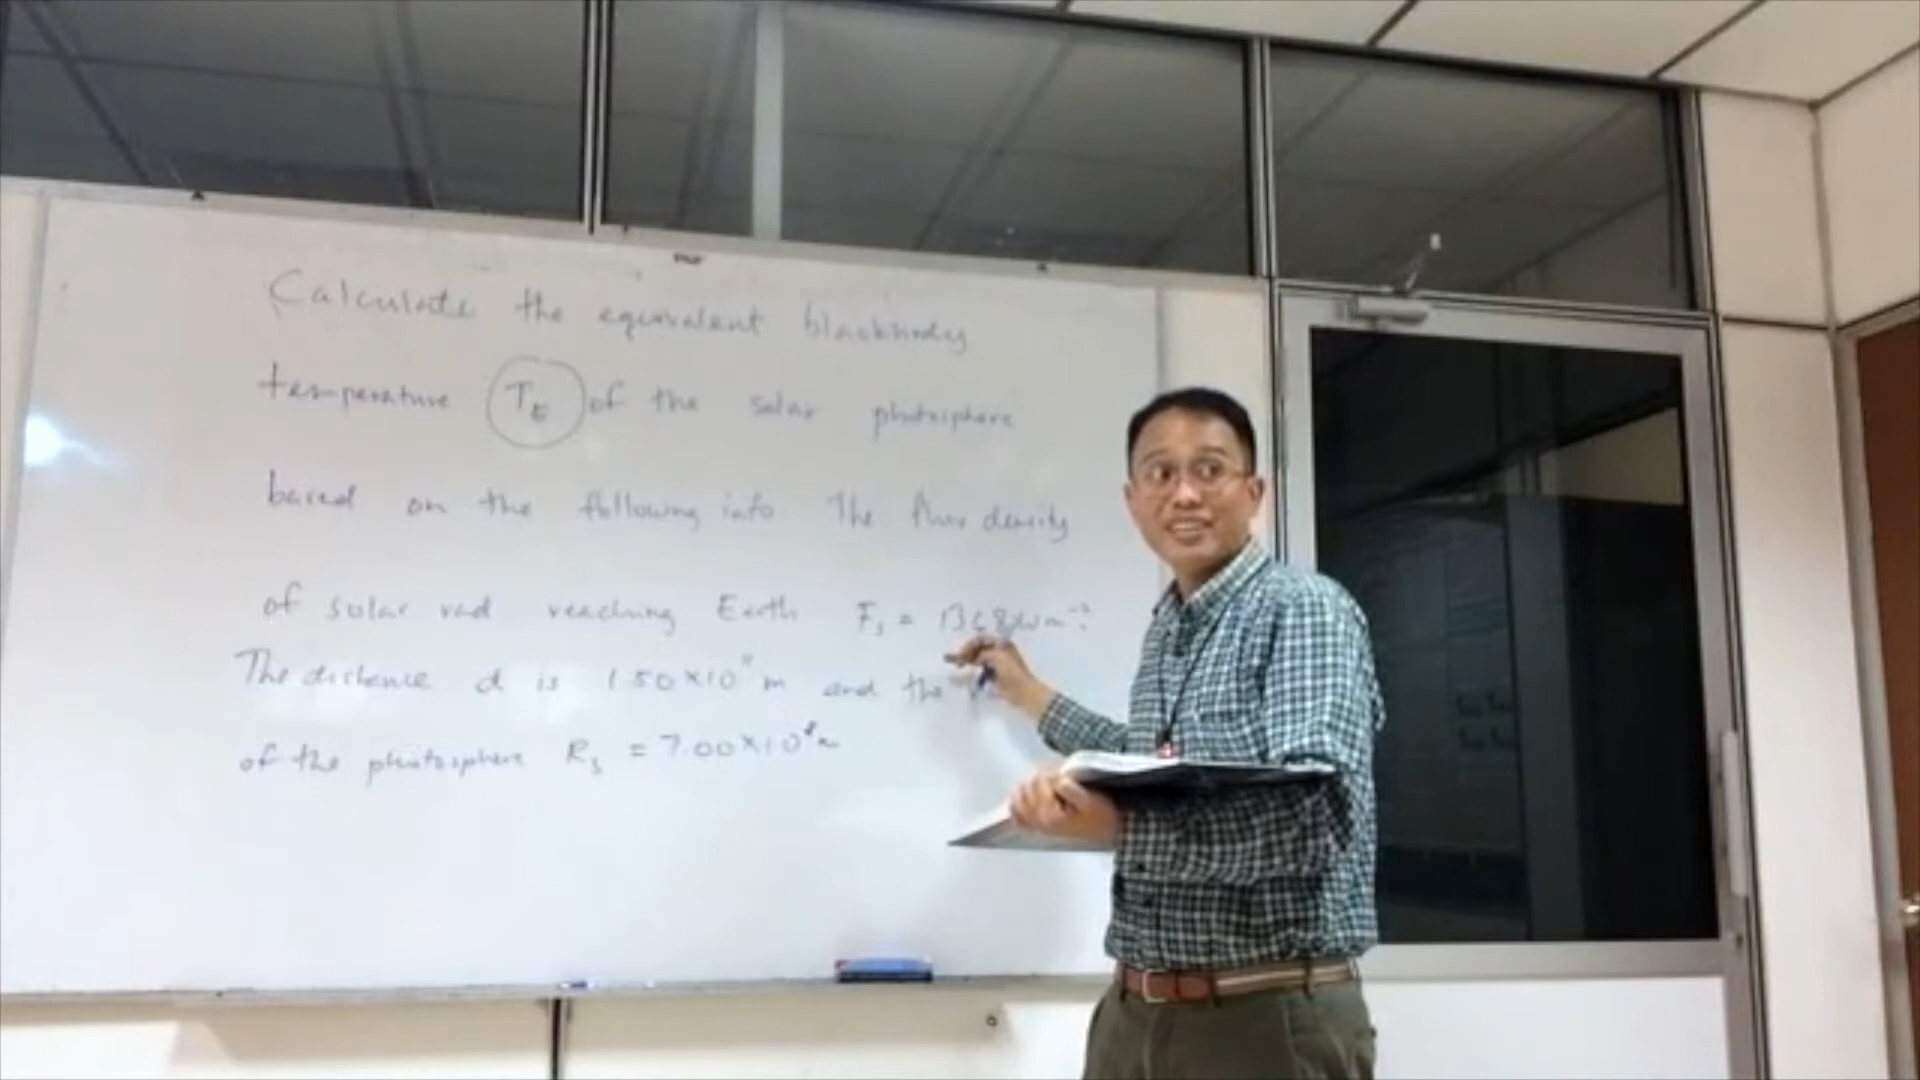 Calculate the equivalent blackbody
temperature T_E of the solar photosphere
based on the following info The flux density
of solar rad reaching Earth F_s = 1368 W m⁻².
The distance d is 1.50 × 10¹¹ m and the
of the photosphere R_s = 7.00 × 10⁸ m